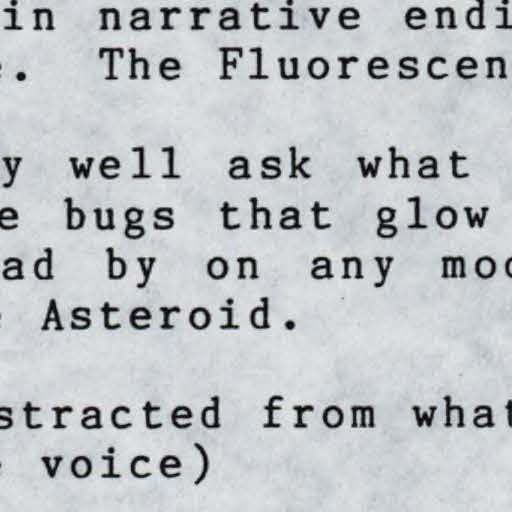 in narrative endi
. The Fluorescen
y well ask what
e bugs that glow
ad by on any moo
Asteroid.
stracted from what
voice)